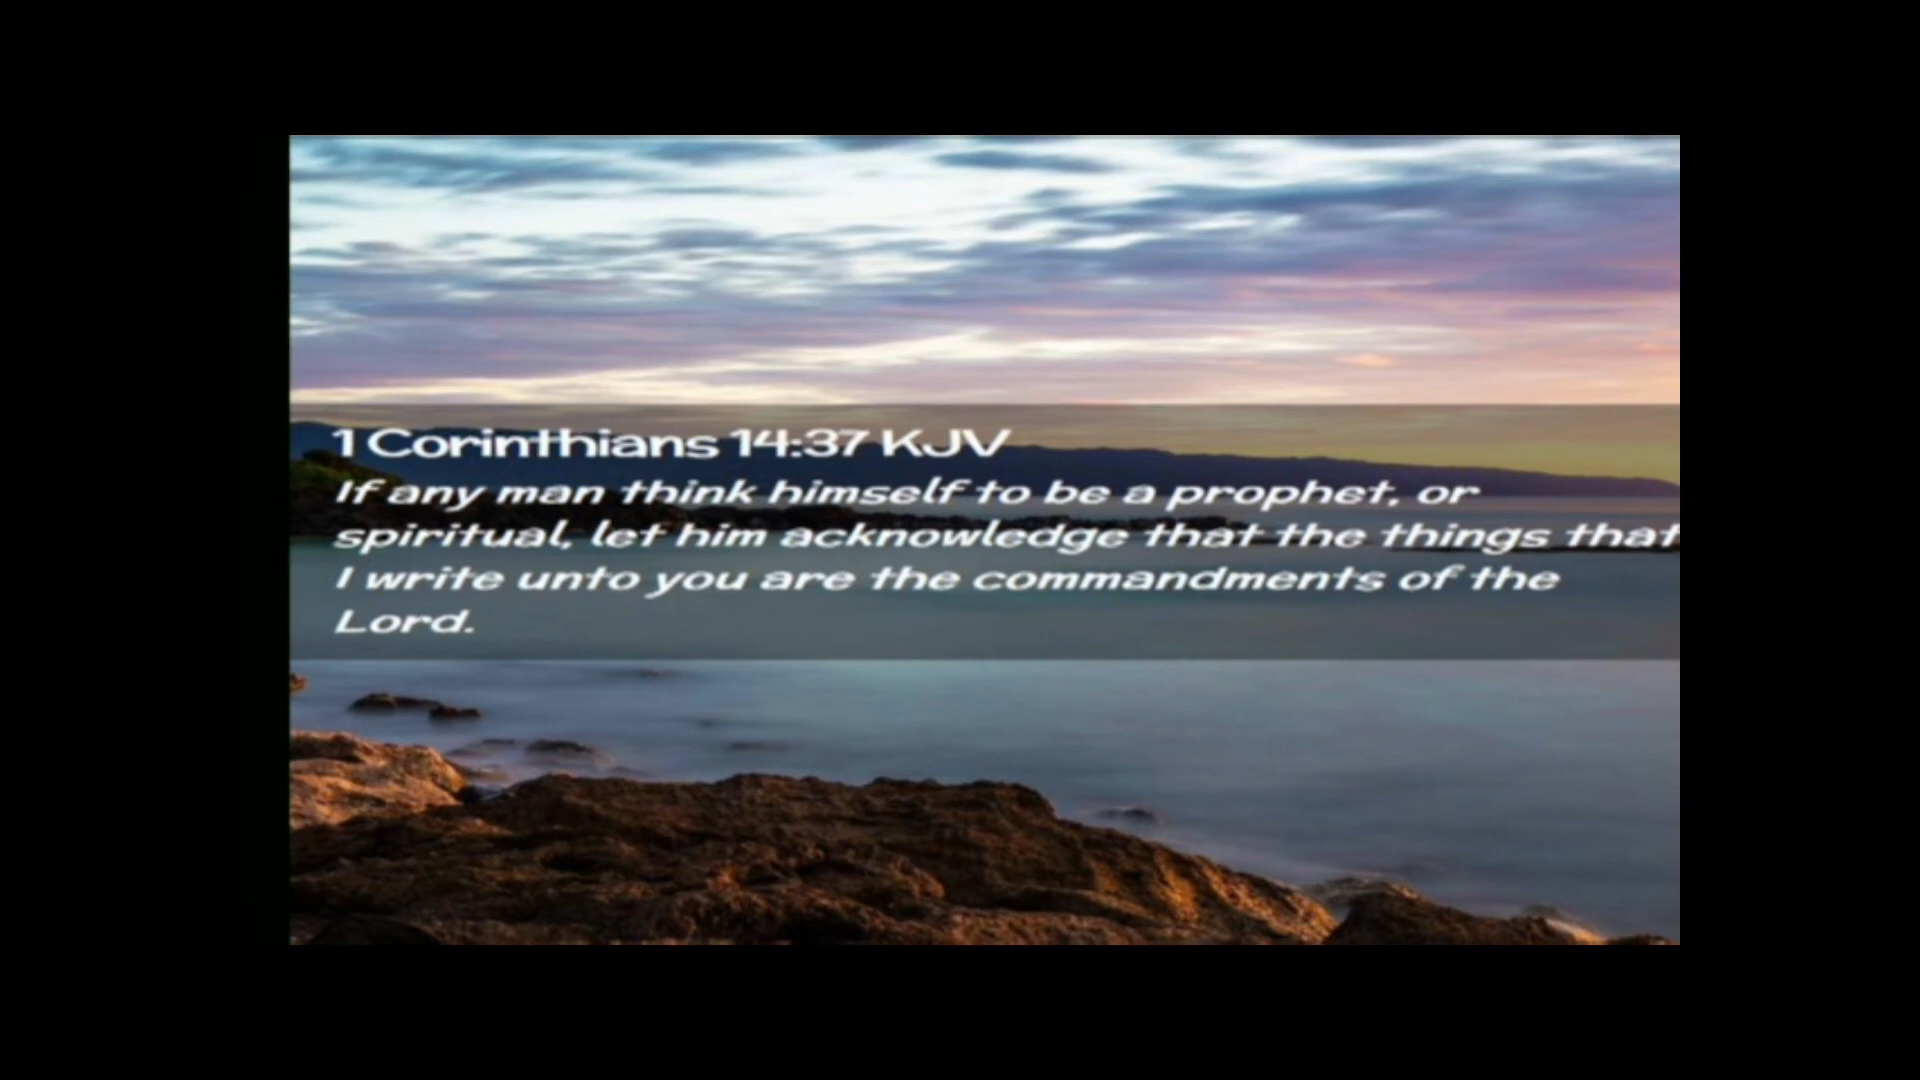 1 Corinthians 14:37 KJV
If any man think himself to be a prophet, or
spiritual, let him acknowledge that the things that
I write unto you are the commandments of the
Lord.